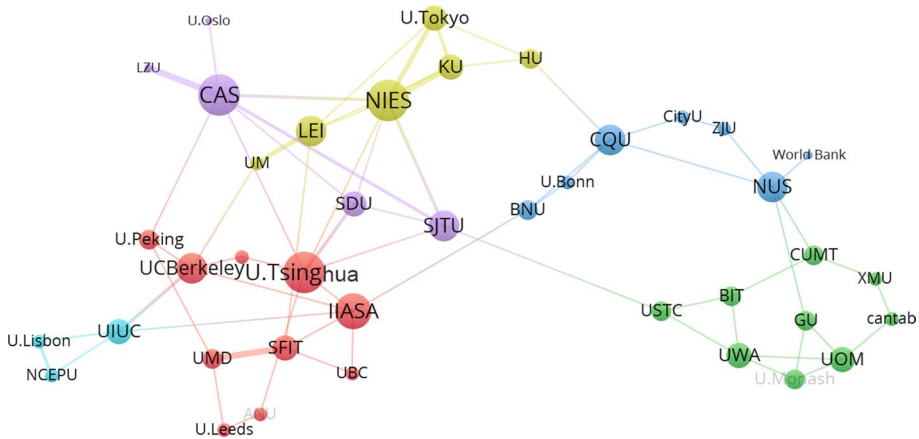 U.Oslo
U.Tokyo
LZU
KU
HU
CAS
NIES
LEI
CityU
ZJU
CQU
World Bank
UM
U.Bonn
NUS
SDU
BNU
SJTU
U.Peking
CUMT
UCBerkeley
U.Tsinghua
XMU
BIT
IIASA
USTC
GU
cantab
UIUC
U.Lisbon
SFIT
UMD
UWA
UOM
NCEPU
UBC
U.Monash
ANU
U.Leeds